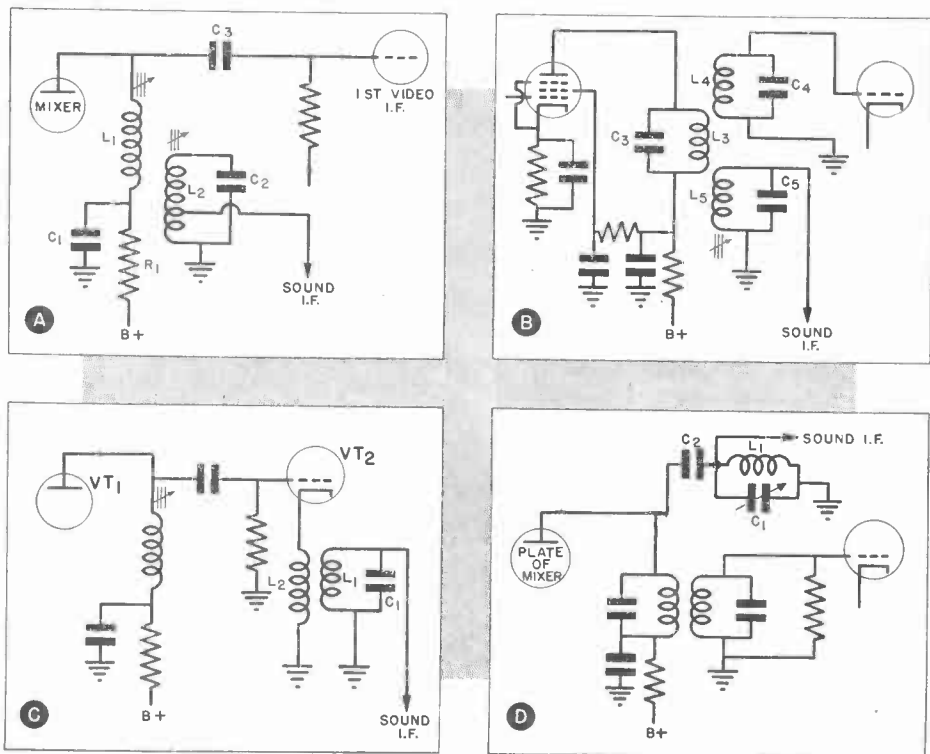 C3
MIXER
1ST VIDEO
I.F.
L1
L2
C2
C1
R1
SOUND
I.F.
B+
A
L4
C4
C3
L3
L5
C5
B+
SOUND
I.F.
B
VT1
VT2
L2
L1
C1
B+
SOUND
I.F.
C
C2
SOUND I.F.
L1
C1
PLATE
OF
MIXER
B+
D